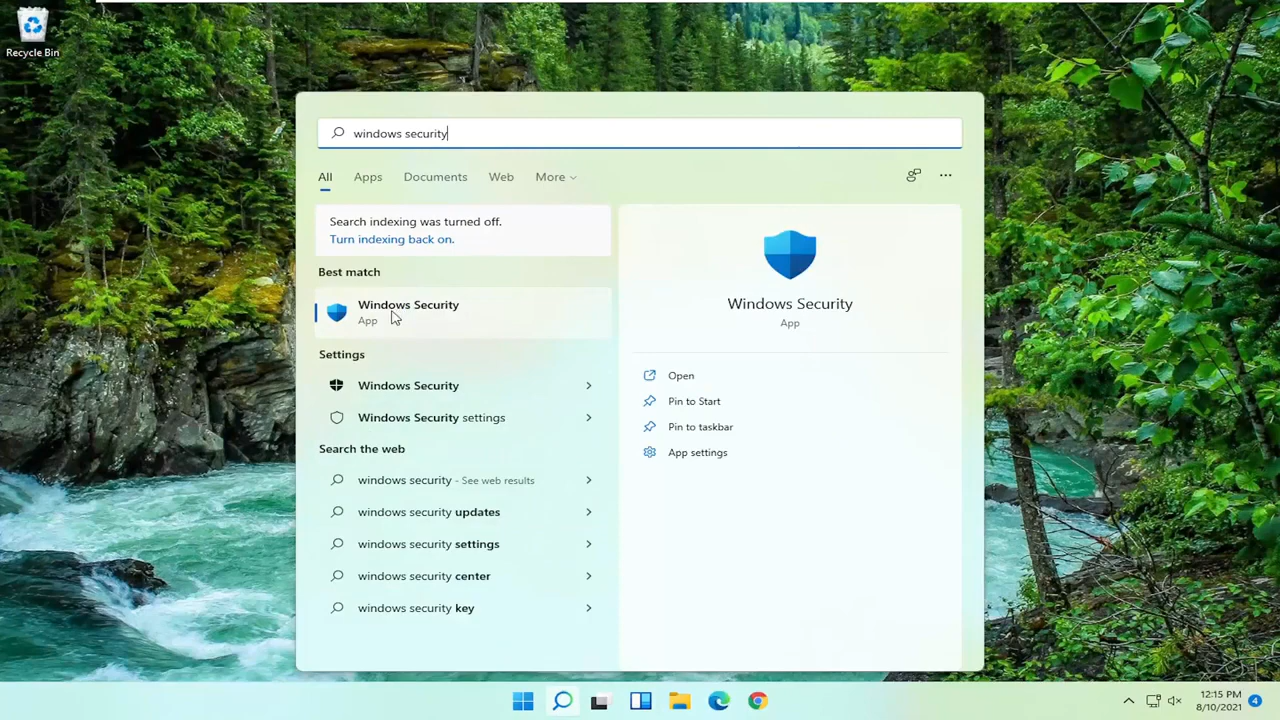 Recycle Bin
windows security
All Apps Documents Web More
Search indexing was turned off.
Turn indexing back on.
Best match
Windows Security
App
Settings
Windows Security
Windows Security settings
Search the web
windows security - See web results
windows security updates
windows security settings
windows security center
windows security key
Windows Security
App
Open
Pin to Start
Pin to taskbar
App settings
12:15 PM
8/10/2021
4